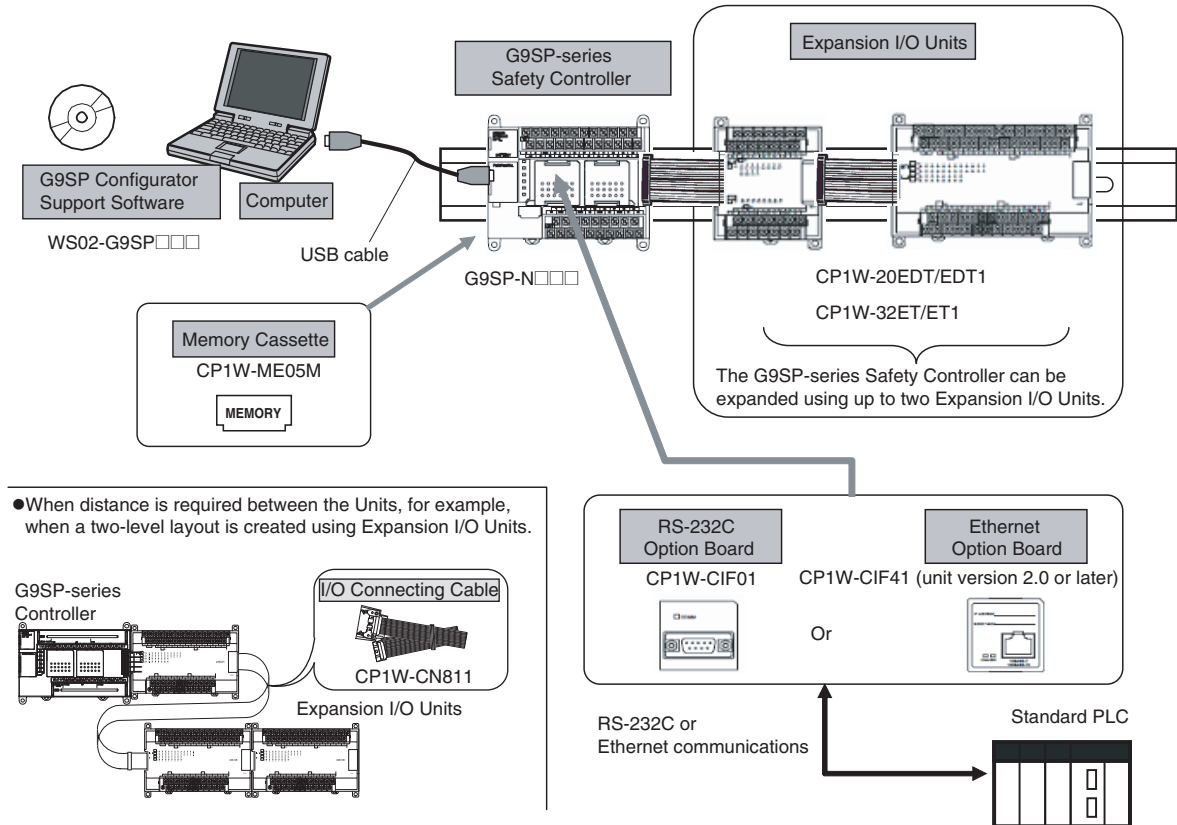 G9SP-series
Safety Controller
Expansion I/O Units
G9SP Configurator
Support Software
Computer
WS02-G9SP□□□
USB cable
G9SP-N□□□
CP1W-20EDT/EDT1
CP1W-32ET/ET1
The G9SP-series Safety Controller can be
expanded using up to two Expansion I/O Units.
Memory Cassette
CP1W-ME05M
MEMORY
●When distance is required between the Units, for example,
when a two-level layout is created using Expansion I/O Units.
G9SP-series
Controller
I/O Connecting Cable
CP1W-CN811
Expansion I/O Units
RS-232C
Option Board
CP1W-CIF01
Or
Ethernet
Option Board
CP1W-CIF41 (unit version 2.0 or later)
RS-232C or
Ethernet communications
Standard PLC